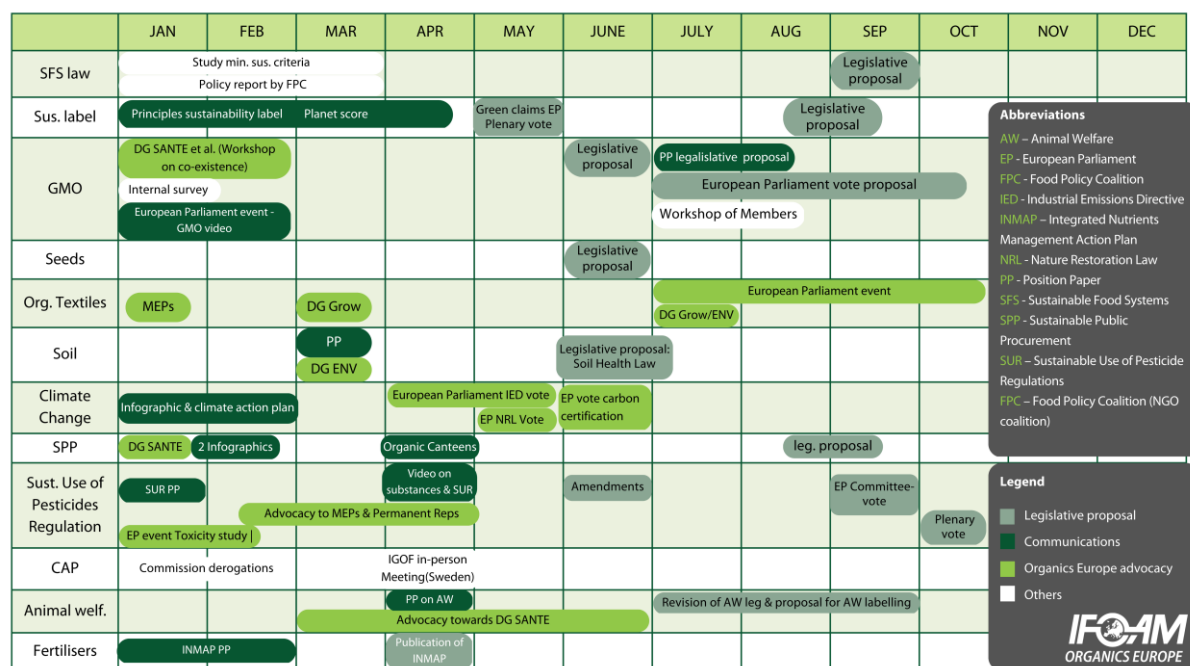 JAN FEB MAR APR MAY JUNE JULY AUG SEP OCT NOV DEC
SFS law
Study min. sus. criteria
Policy report by FPC
Legislative
proposal
Sus. label
Principles sustainability label Planet score
Green claims EP
Plenary vote
Legislative
proposal
GMO
DG SANTE et al. (Workshop
on co-existence)
Internal survey
European Parliament event -
GMO video
Legislative
proposal
PP legalislative proposal
European Parliament vote proposal
Workshop of Members
Seeds
Legislative
proposal
Org. Textiles
MEPs
DG Grow
European Parliament event
DG Grow/ENV
Soil
PP
DG ENV
Legislative proposal:
Soil Health Law
Climate
Change
Infographic & climate action plan
European Parliament IED vote
EP NRL Vote
EP vote carbon
certification
SPP
DG SANTE
2 Infographics
Organic Canteens
leg. proposal
Sust. Use of
Pesticides
Regulation
SUR PP
Video on
substances & SUR
Advocacy to MEPs & Permanent Reps
EP event Toxicity study |
Amendments
EP Committee-
vote
Plenary
vote
CAP
Commission derogations
IGOF in-person
Meeting(Sweden)
Animal welf.
PP on AW
Advocacy towards DG SANTE
Revision of AW leg & proposal for AW labelling
Fertilisers
INMAP PP
Publication of
INMAP
Abbreviations
AW – Animal Welfare
EP - European Parliament
FPC - Food Policy Coalition
IED - Industrial Emissions Directive
INMAP – Integrated Nutrients
Management Action Plan
NRL - Nature Restoration Law
PP - Position Paper
SFS - Sustainable Food Systems
SPP - Sustainable Public
Procurement
SUR – Sustainable Use of Pesticide
Regulations
FPC – Food Policy Coalition (NGO
coalition)
Legend
Legislative proposal
Communications
Organics Europe advocacy
Others
IFOAM
ORGANICS EUROPE